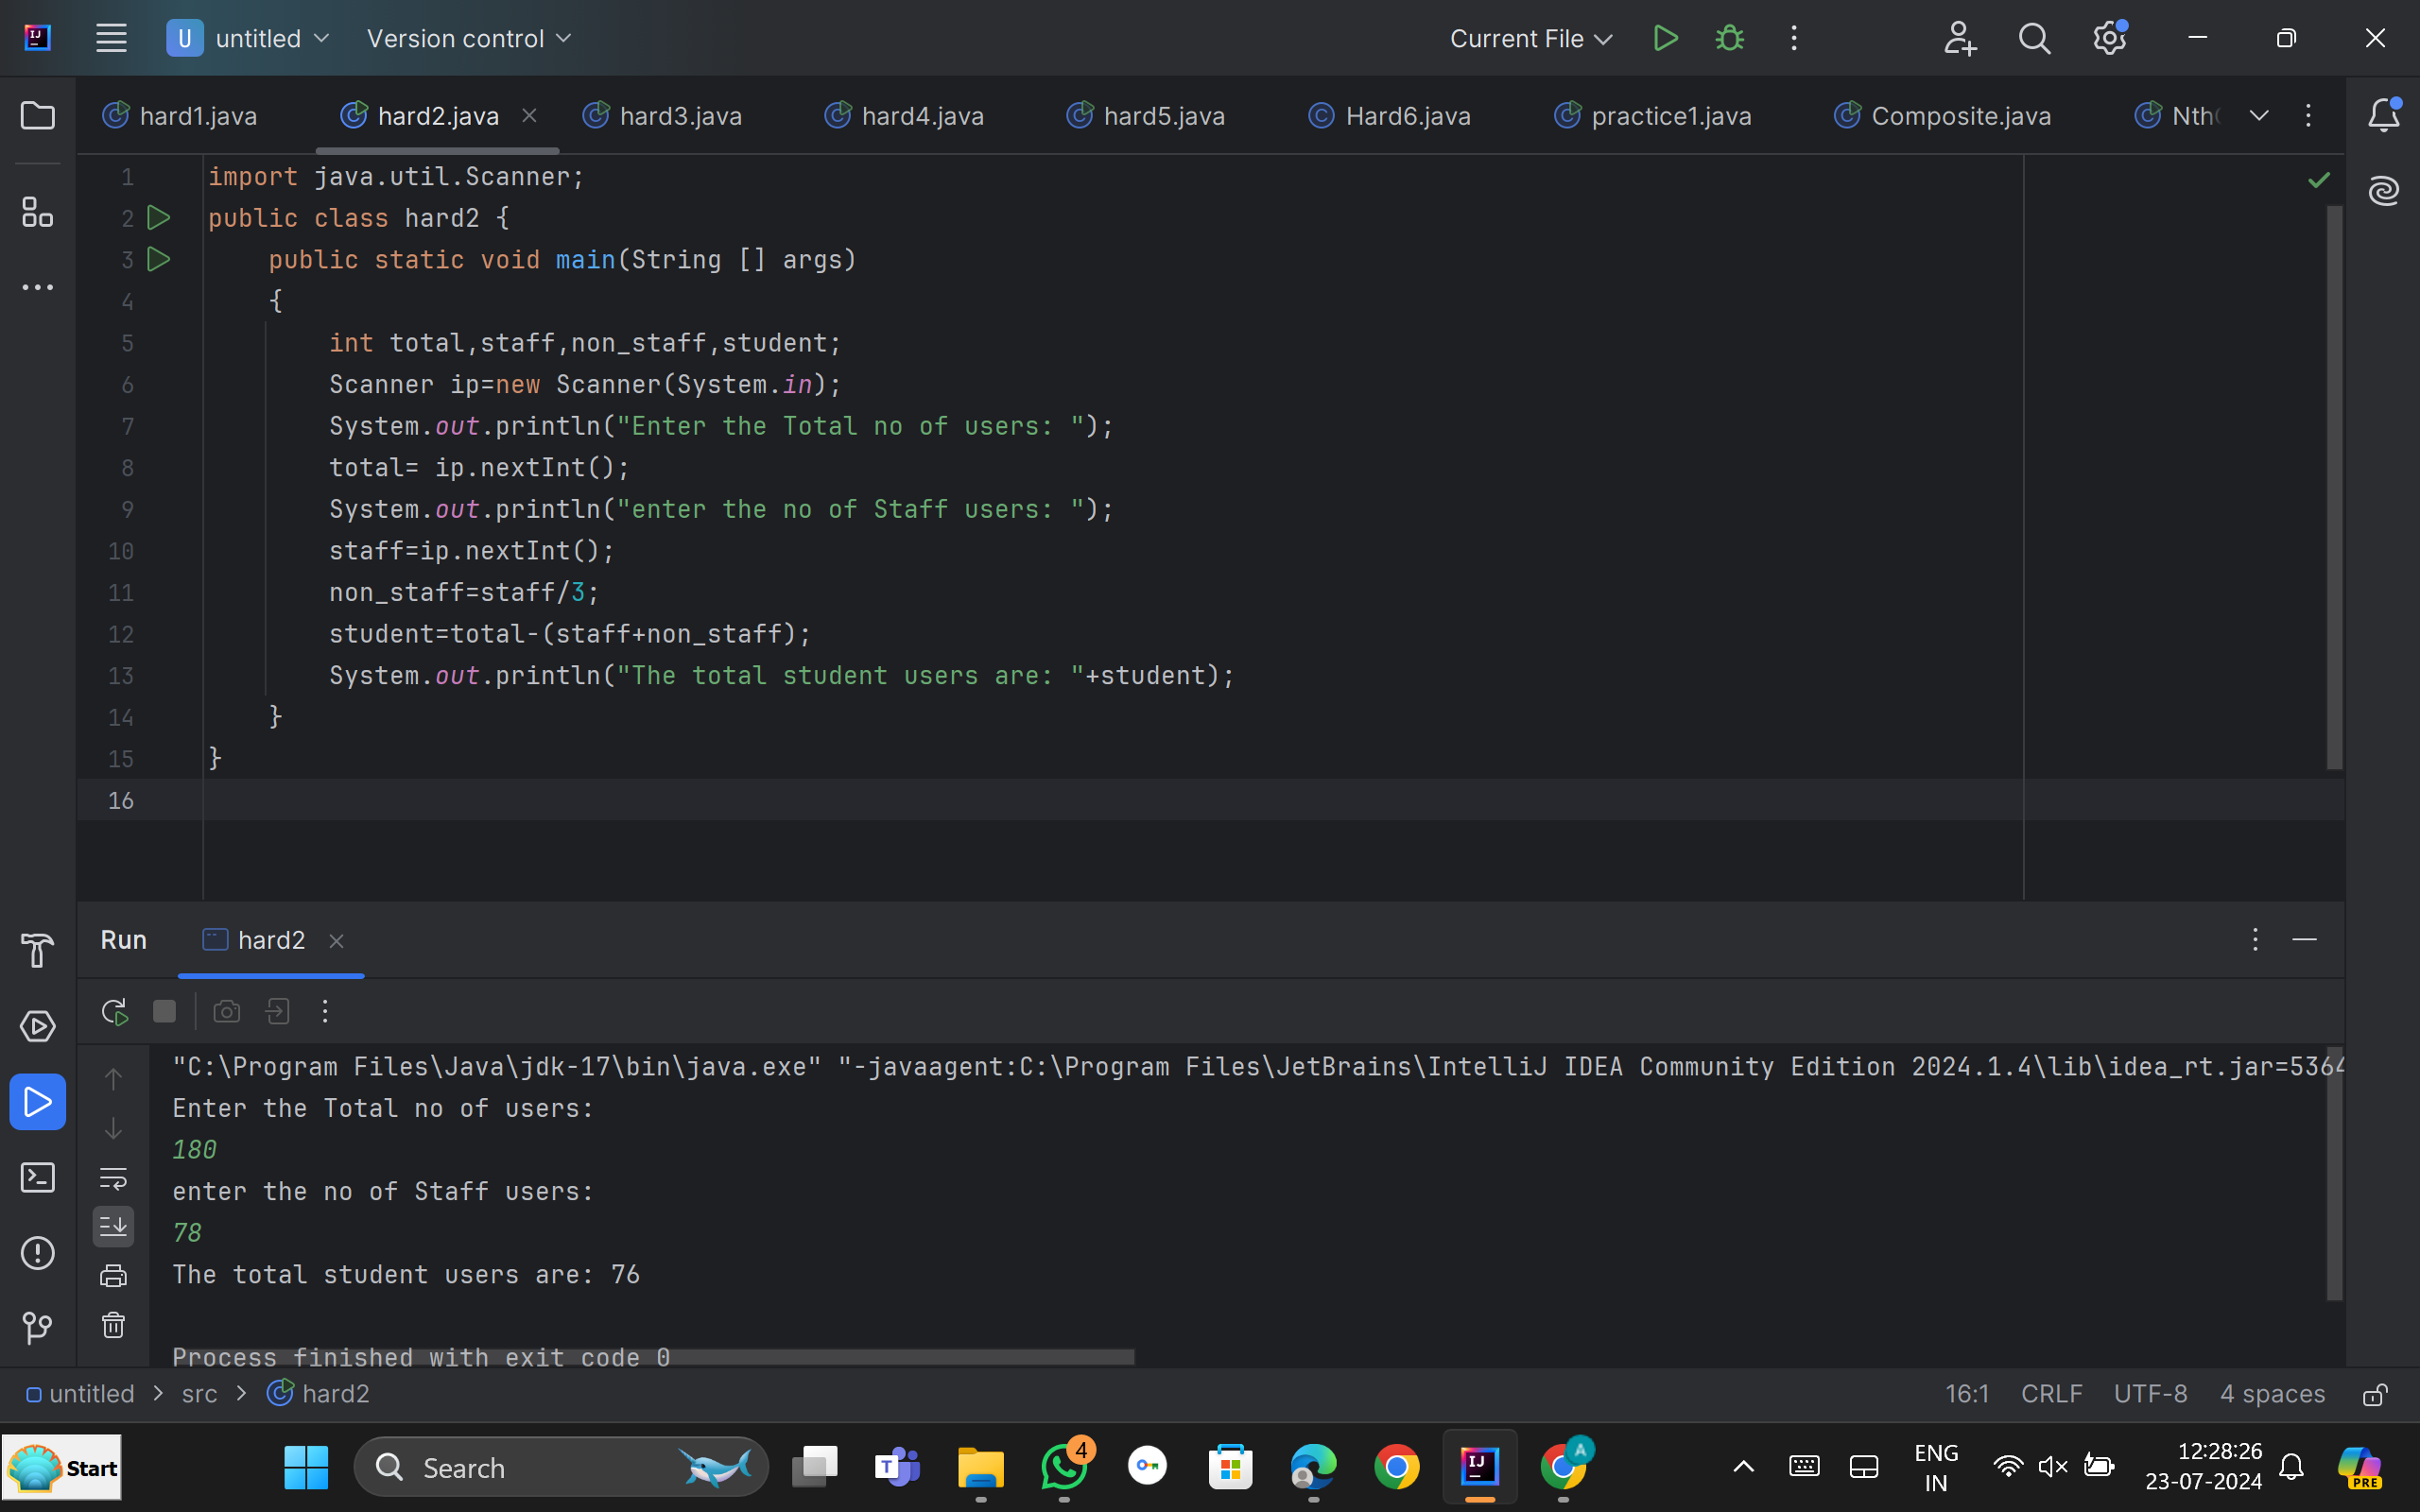 U untitled Version control Current File
hard1.java hard2.java hard3.java hard4.java hard5.java Hard6.java practice1.java Composite.java
1 import java.util.Scanner;
2 public class hard2 {
3 public static void main(String [] args)
4 {
5 int total,staff,non_staff,student;
6 Scanner ip=new Scanner(System.in);
7 System.out.println("Enter the Total no of users: ");
8 total= ip.nextInt();
9 System.out.println("enter the no of Staff users: ");
10 staff=ip.nextInt();
11 non_staff=staff/3;
12 student=total-(staff+non_staff);
13 System.out.println("The total student users are: "+student);
14 }
15 }
16
Run hard2
"C:\Program Files\Java\jdk-17\bin\java.exe" "-javaagent:C:\Program Files\JetBrains\IntelliJ IDEA Community Edition 2024.1.4\lib\idea_rt.jar=5364
Enter the Total no of users:
180
enter the no of Staff users:
78
The total student users are: 76
Process finished with exit code 0
untitled > src > hard2 16:1 CRLF UTF-8 4 spaces
Start Search 4 A ENG 12:28:26
IN 23-07-2024 PRE